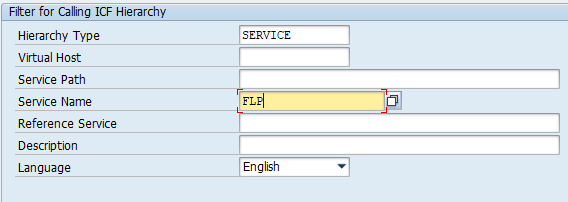 Filter for Calling ICF Hierarchy
Hierarchy Type SERVICE
Virtual Host
Service Path
Service Name FLP
Reference Service
Description
Language English